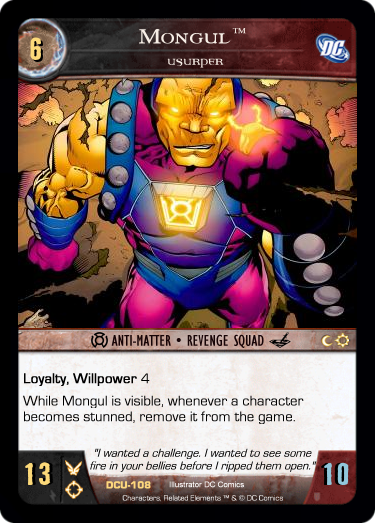 6
MONGUL™
USURPER
DC
ANTI-MATTER • REVENGE SQUAD
Loyalty, Willpower 4
While Mongul is visible, whenever a character
becomes stunned, remove it from the game.
"I wanted a challenge. I wanted to see some
fire in your bellies before I ripped them open."
13
10
DCU-108 Illustrator DC Comics
Characters, Related Elements ™ & © DC Comics